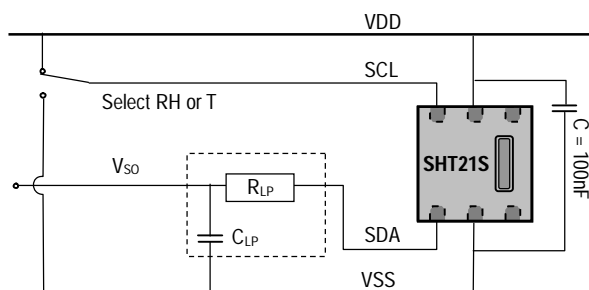 VDD
SCL
Select RH or T
C = 100nF
SHT21S
VSO
RLP
CLP
SDA
VSS